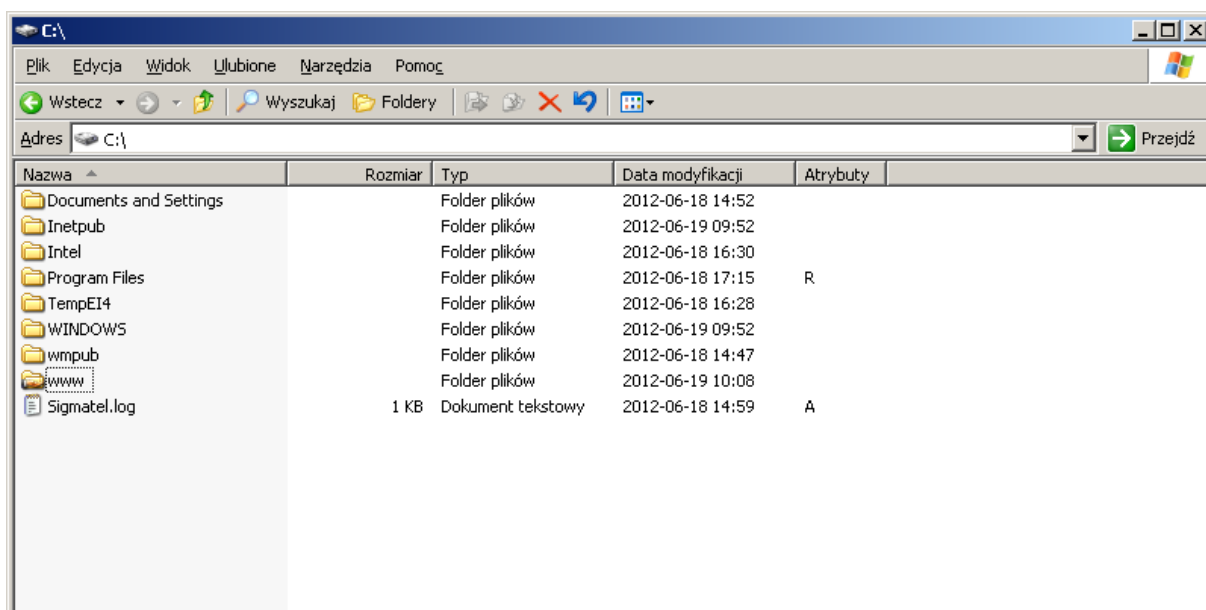 C:\
Plik Edycja Widok Ulubione Narzędzia Pomoc
Wstecz Wyszukaj Foldery
Adres C:\ Przejdź
Nazwa Rozmiar Typ Data modyfikacji Atrybuty
Documents and Settings Folder plików 2012-06-18 14:52
Inetpub Folder plików 2012-06-19 09:52
Intel Folder plików 2012-06-18 16:30
Program Files Folder plików 2012-06-18 17:15 R
TempEI4 Folder plików 2012-06-18 16:28
WINDOWS Folder plików 2012-06-19 09:52
wmpub Folder plików 2012-06-18 14:47
www Folder plików 2012-06-19 10:08
Sigmatel.log 1 KB Dokument tekstowy 2012-06-18 14:59 A